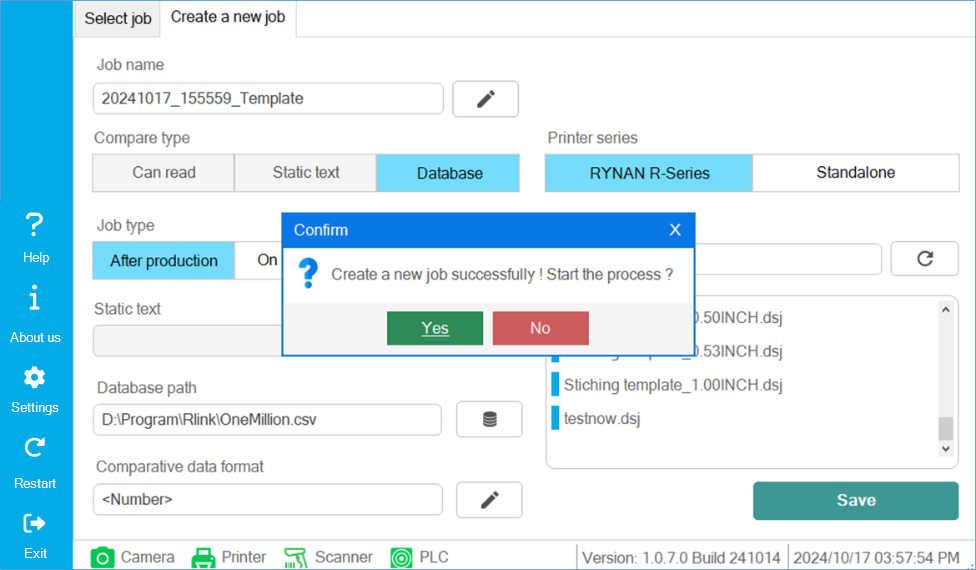 Select job
Create a new job
Job name
20241017_155559_Template
Compare type
Can read
Static text
Database
Printer series
RYNAN R-Series
Standalone
Help
About us
Settings
Restart
Exit
Job type
After production
On
Confirm
X
Create a new job successfully ! Start the process ?
Yes
No
Static text
0.50INCH.dsj
template_0.53INCH.dsj
Stiching template_1.00INCH.dsj
testnow.dsj
Database path
D:\Program\Rlink\OneMillion.csv
Comparative data format
<Number>
Save
Camera
Printer
Scanner
PLC
Version: 1.0.7.0 Build 241014
2024/10/17 03:57:54 PM